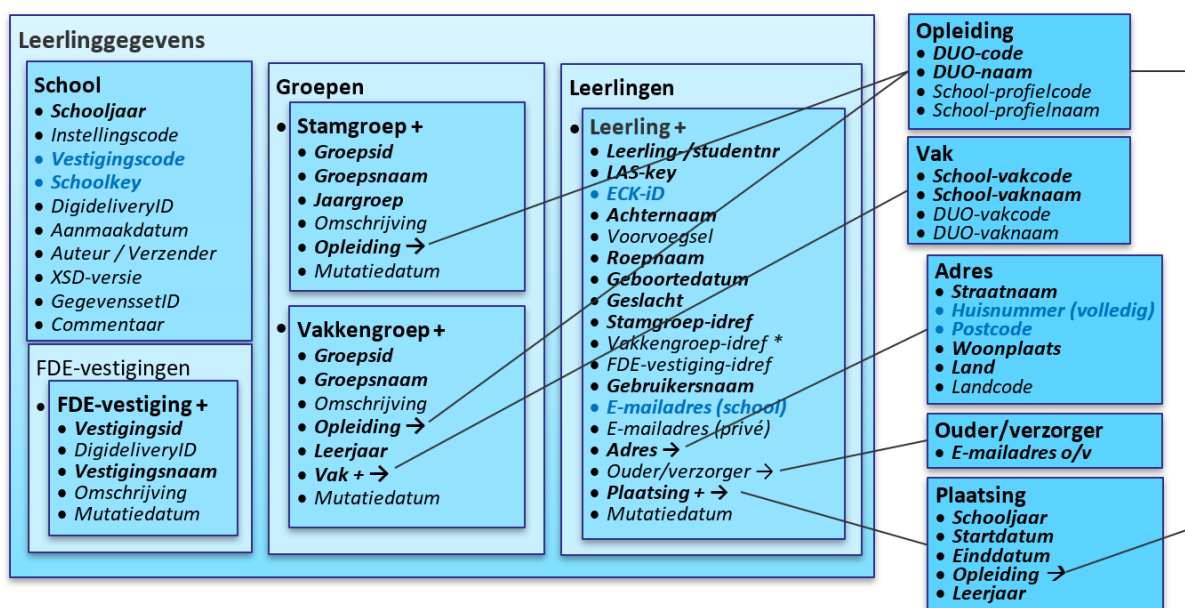 Leerlinggegevens
School
• Schooljaar
• Instellingscode
• Vestigingscode
• Schoolkey
• DigideliveryID
• Aanmaakdatum
• Auteur / Verzender
• XSD-versie
• GegevenssetID
• Commentaar
FDE-vestigingen
• FDE-vestiging +
• Vestigingsid
• DigideliveryID
• Vestigingsnaam
• Omschrijving
• Mutatiedatum
Groepen
• Stamgroep +
• Groepsid
• Groepsnaam
• Jaargroep
• Omschrijving
• Opleiding →
• Mutatiedatum
• Vakkengroep +
• Groepsid
• Groepsnaam
• Omschrijving
• Opleiding →
• Leerjaar
• Vak + →
• Mutatiedatum
Leerlingen
• Leerling +
• Leerling-/studentnr
• LAS-key
• ECK-iD
• Achternaam
• Voorvoegsel
• Roepnaam
• Geboortedatum
• Geslacht
• Stamgroep-idref
• Vakkengroep-idref *
• FDE-vestiging-idref
• Gebruikersnaam
• E-mailadres (school)
• E-mailadres (privé)
• Adres →
• Ouder/verzorger →
• Plaatsing + →
• Mutatiedatum
Opleiding
• DUO-code
• DUO-naam
• School-profielcode
• School-profielnaam
Vak
• School-vakcode
• School-vaknaam
• DUO-vakcode
• DUO-vaknaam
Adres
• Straatnaam
• Huisnummer (volledig)
• Postcode
• Woonplaats
• Land
• Landcode
Ouder/verzorger
• E-mailadres o/v
Plaatsing
• Schooljaar
• Startdatum
• Einddatum
• Opleiding →
• Leerjaar